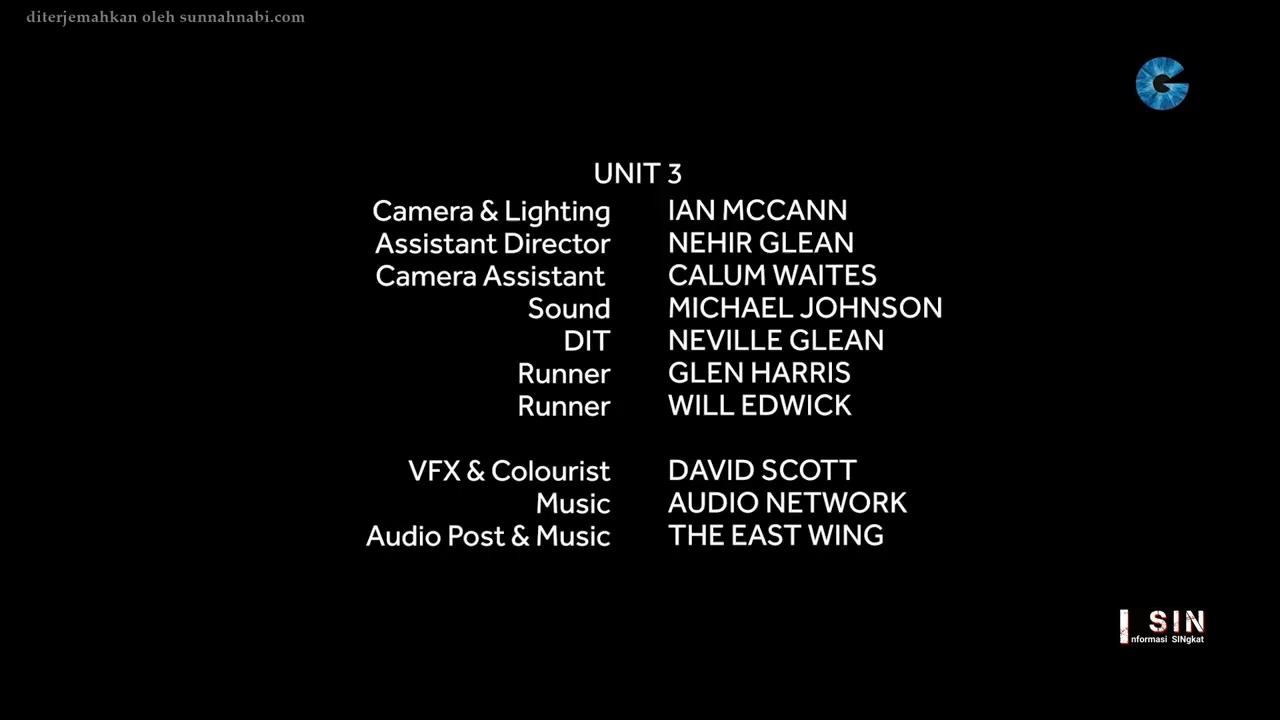 diterjemahkan oleh sunnahnabi.com
G
UNIT 3
Camera & Lighting IAN MCCANN
Assistant Director NEHIR GLEAN
Camera Assistant CALUM WAITES
Sound MICHAEL JOHNSON
DIT NEVILLE GLEAN
Runner GLEN HARRIS
Runner WILL EDWICK
VFX & Colourist DAVID SCOTT
Music AUDIO NETWORK
Audio Post & Music THE EAST WING
I SIN
nformasi SINgkat